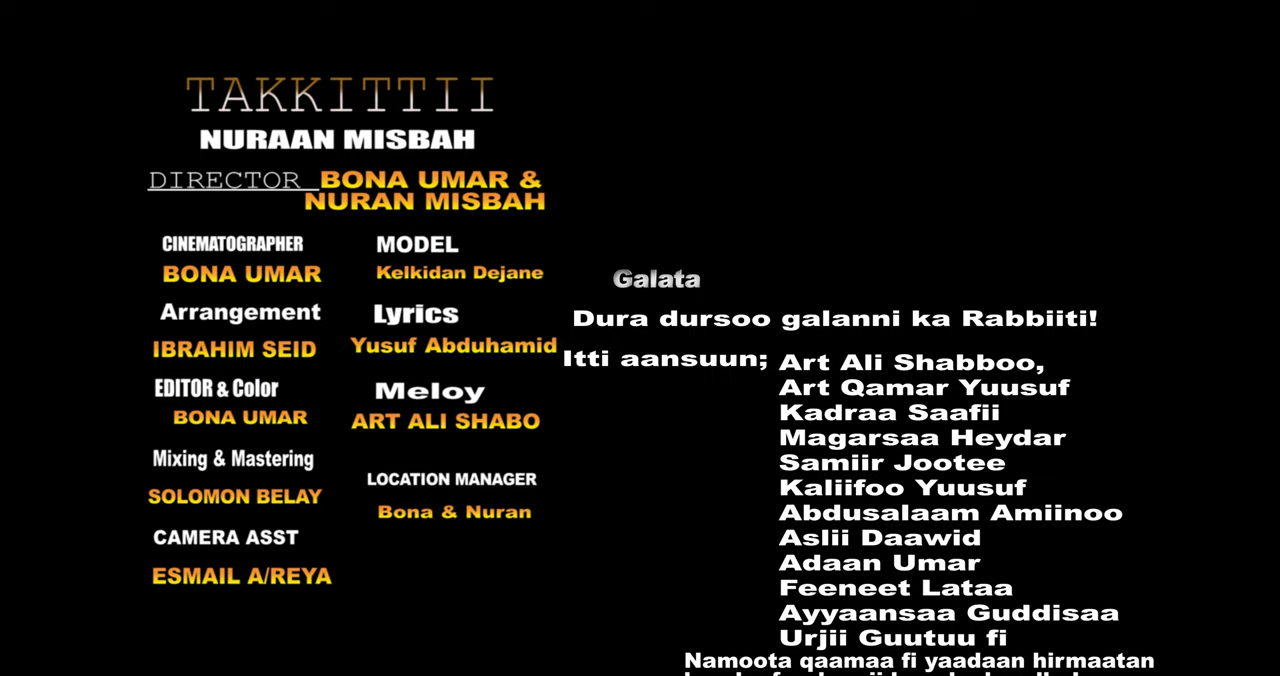 TAKKITTII
NURAAN MISBAH
DIRECTOR BONA UMAR &
NURAN MISBAH
CINEMATOGRAPHER
BONA UMAR
Arrangement
IBRAHIM SEID
EDITOR & Color
BONA UMAR
Mixing & Mastering
SOLOMON BELAY
CAMERA ASST
ESMAIL A/REYA
MODEL
Kelkidan Dejane
Lyrics
Yusuf Abduhamid
Meloy
ART ALI SHABO
LOCATION MANAGER
Bona & Nuran
Galata
Dura dursoo galanni ka Rabbiiti!
Itti aansuun; Art Ali Shabboo,
Art Qamar Yuusuf
Kadraa Saafii
Magarsaa Heydar
Samiir Jootee
Kaliifoo Yuusuf
Abdusalaam Amiinoo
Aslii Daawid
Adaan Umar
Feeneet Lataa
Ayyaansaa Guddisaa
Urjii Guutuu fi
Namoota qaamaa fi yaadaan hirmaatan